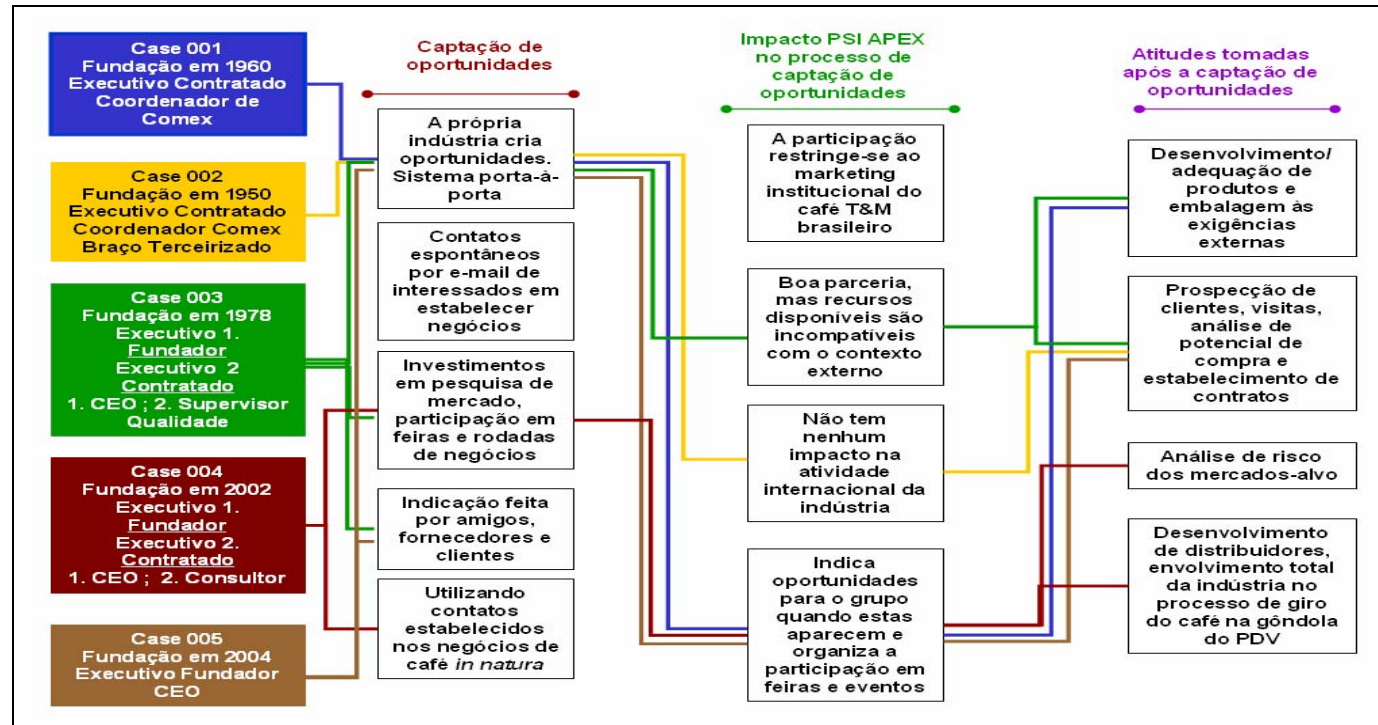 Case 001
Fundação em 1960
Executivo Contratado
Coordenador de
Comex
Case 002
Fundação em 1950
Executivo Contratado
Coordenador Comex
Braço Terceirizado
Case 003
Fundação em 1978
Executivo 1.
Fundador
Executivo 2
Contratado
1. CEO ; 2. Supervisor
Qualidade
Case 004
Fundação em 2002
Executivo 1.
Fundador
Executivo 2.
Contratado
1. CEO ; 2. Consultor
Case 005
Fundação em 2004
Executivo Fundador
CEO
Captação de
oportunidades
A própria
indústria cria
oportunidades.
Sistema porta-à-
porta
Contatos
espontâneos
por e-mail de
interessados em
estabelecer
negócios
Investimentos
em pesquisa de
mercado,
participação em
feiras e rodadas
de negócios
Indicação feita
por amigos,
fornecedores e
clientes
Utilizando
contatos
estabelecidos
nos negócios de
café in natura
Impacto PSI APEX
no processo de
captação de
oportunidades
A participação
restringe-se ao
marketing
institucional do
café T&M
brasileiro
Boa parceria,
mas recursos
disponíveis são
incompatíveis
com o contexto
externo
Não tem
nenhum
impacto na
atividade
internacional da
indústria
Indica
oportunidades
para o grupo
quando estas
aparecem e
organiza a
participação em
feiras e eventos
Atitudes tomadas
após a captação de
oportunidades
Desenvolvimento/
adequação de
produtos e
embalagem às
exigências
externas
Prospecção de
clientes, visitas,
análise de
potencial de
compra e
estabelecimento de
contratos
Análise de risco
dos mercados-alvo
Desenvolvimento
de distribuidores,
envolvimento total
da indústria no
processo de giro
do café na gôndola
do PDV